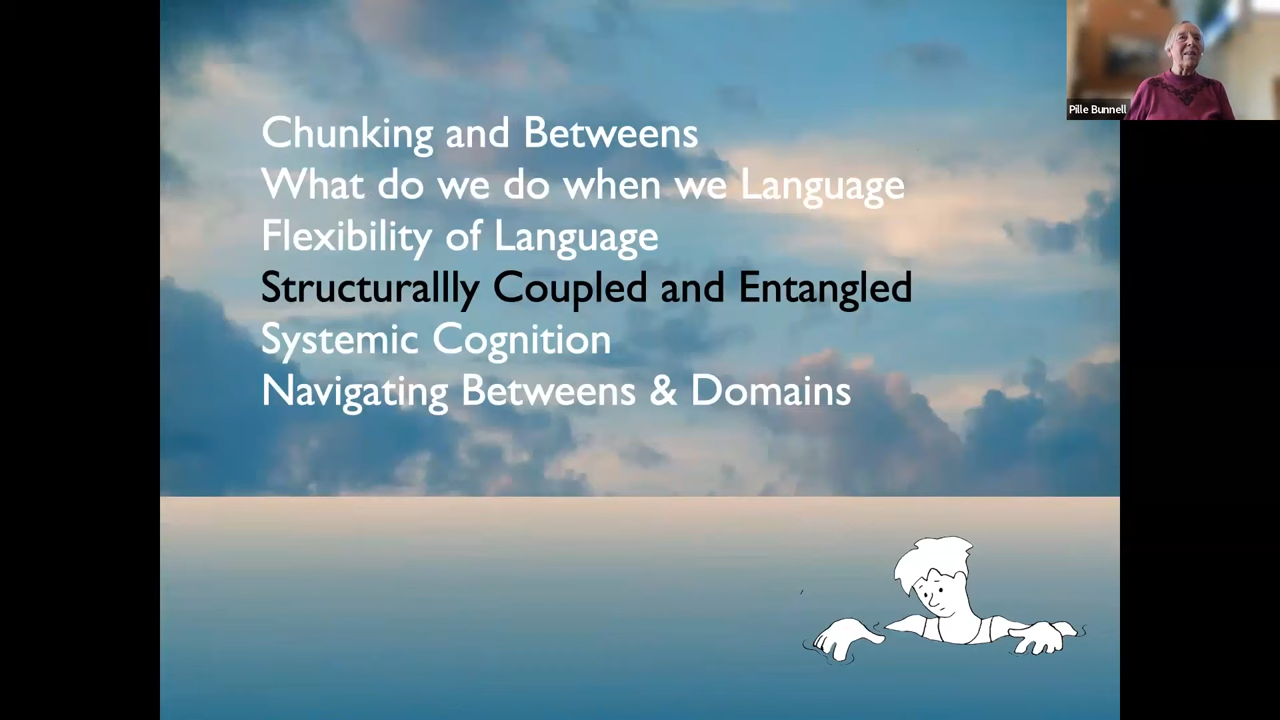 Chunking and Betweens
What do we do when we Language
Flexibility of Language
Structurallly Coupled and Entangled
Systemic Cognition
Navigating Betweens & Domains
Pille Bunnell